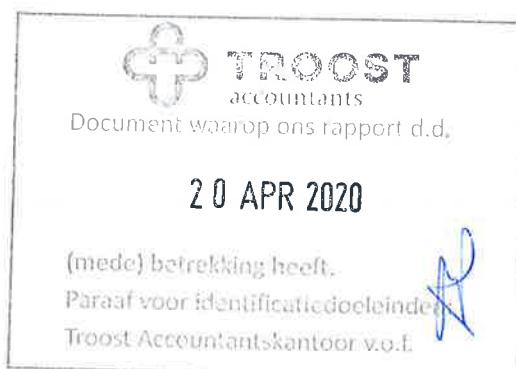 TROOST
accountants
Document waarop ons rapport d.d.
20 APR 2020
(mede) betrekking heeft.
Paraaf voor identificatiedoeleinden
Troost Accountantskantoor v.o.f.